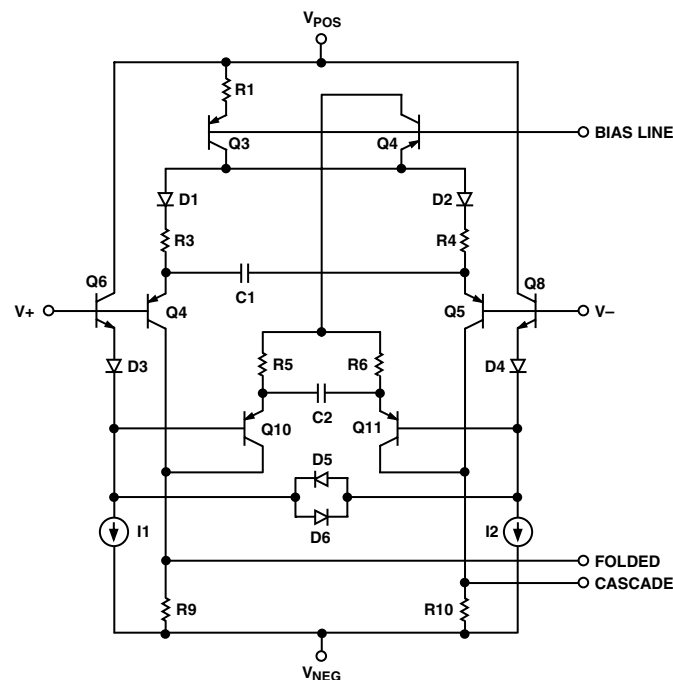 VPOS
R1
Q3
Q4
BIAS LINE
D1
D2
R3
R4
Q6
C1
Q8
V+
Q4
Q5
V–
D3
R5
R6
D4
C2
Q10
Q11
D5
I1
D6
I2
FOLDED
CASCADE
R9
R10
VNEG